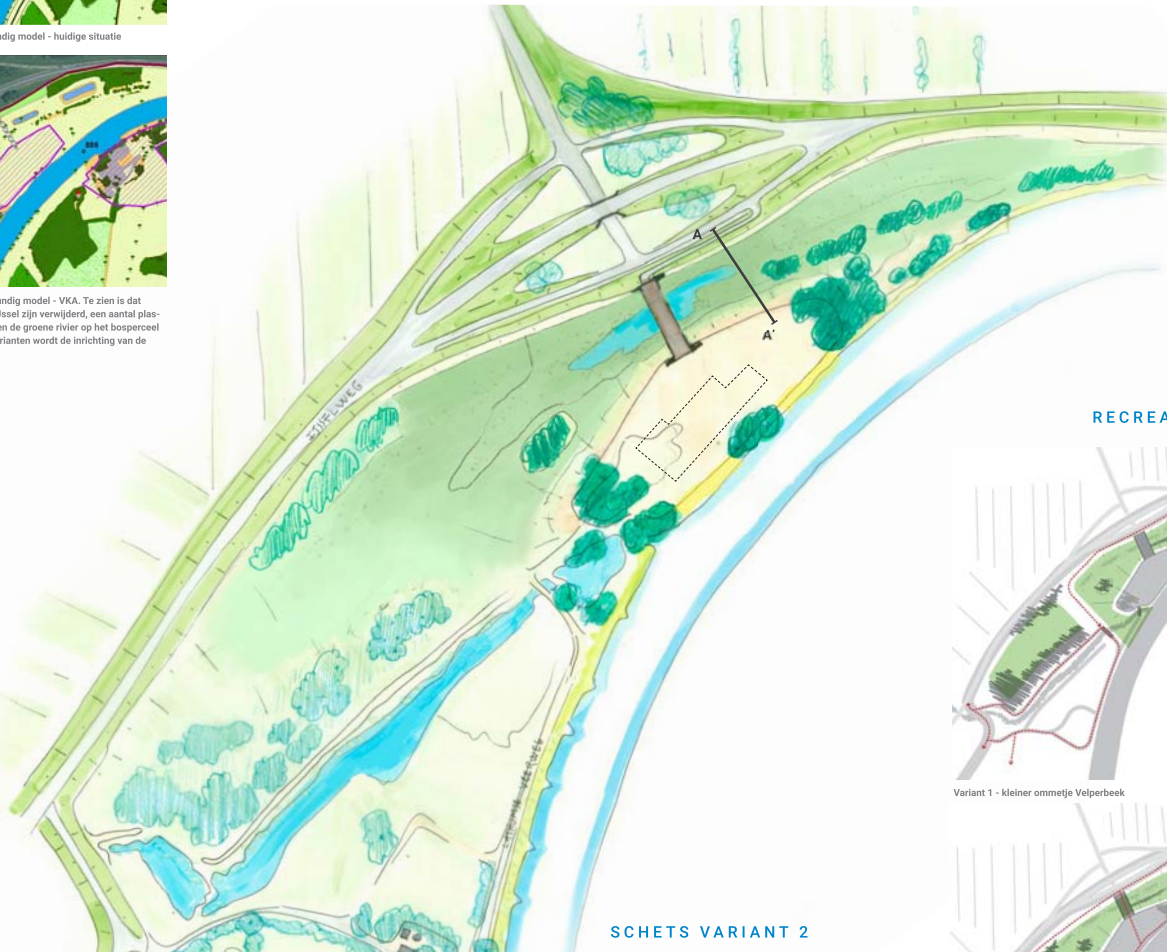 ndig model - huidige situatie
ndig model - VKA. Te zien is dat
Jssel zijn verwijderd, een aantal plas-
en de groene rivier op het bosperceel
rianten wordt de inrichting van de
A
A'
RECREA
Variant 1 - kleiner ommetje Velperbeek
SCHETS VARIANT 2